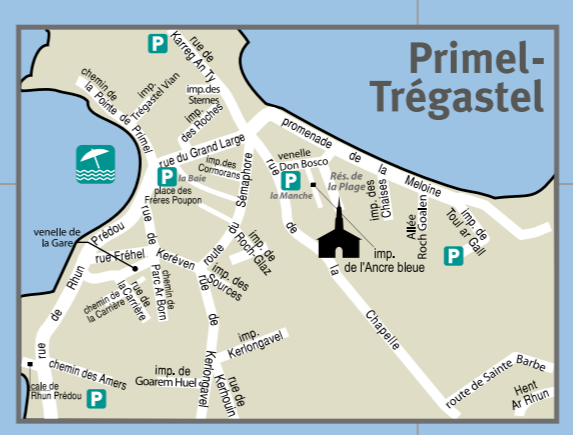 Primel-
Trégastel
P
rue de
Karreg An Ty
chemin de
la Pointe de Primel
imp.
Trégastel Vian
imp.des
Sternes
imp.
des Roches
rue du Grand Large
imp.des
Cormorans
P
la Baie
place des
Frères Poupon
promenade de la Meloine
venelle
Don Bosco
P
la Manche
Rés. de
la Plage
imp. des
Chaises
Allée
Roch Goalen
imp. de
Toul ar Gall
P
imp.
de l'Ancre bleue
rue de la Chapelle
route du Sémaphore
imp. de
Roch-Glaz
imp. des
Sources
venelle de
la Gare
rue de Rhun Prédou
rue Fréhel
rue de Keréven
chemin de
Parc Ar Born
rue de
la Carrière
chemin de
la Carrière
rue de Kerlongavel
imp.
Kerlongavel
imp. de
Goarem Huel
rue de
Kerhouin
chemin des Amers
cale de
Rhun Prédou
P
route de Sainte Barbe
Hent
Ar Rhun